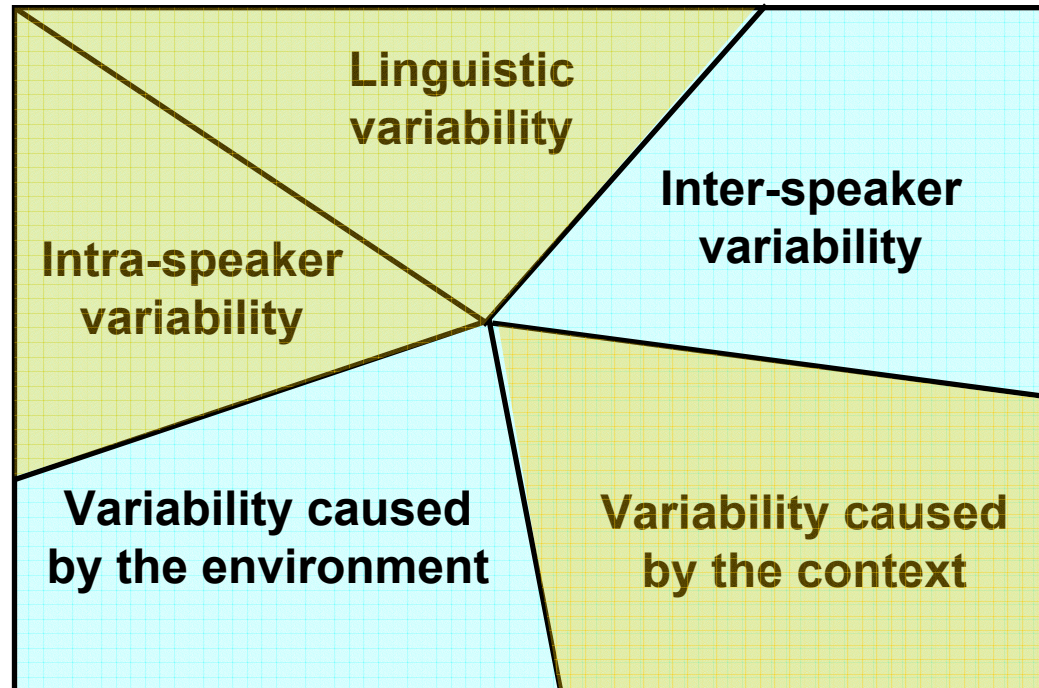 Linguistic
variability
Inter-speaker
variability
Intra-speaker
variability
Variability caused
by the environment
Variability caused
by the context